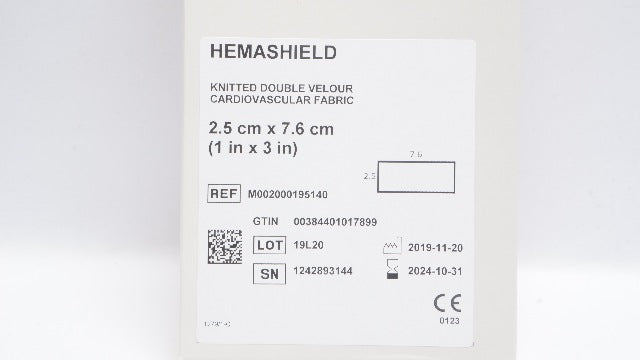 HEMASHIELD
KNITTED DOUBLE VELOUR
CARDIOVASCULAR FABRIC
2.5 cm x 7.6 cm
(1 in x 3 in)
7.6
2.5
REF M002000195140
GTIN 00384401017899
LOT 19L20 2019-11-20
SN 1242893144 2024-10-31
CE
0123